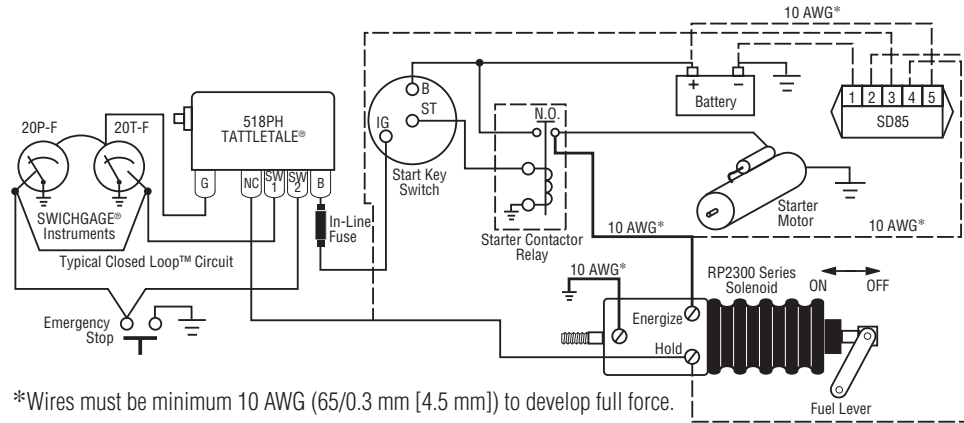 10 AWG*
B
ST
IG
Start Key
Switch
N.O.
Starter Contactor
Relay
+ −
Battery
1 2 3 4 5
SD85
20P-F
20T-F
518PH
TATTLETALE®
G
NC
SW
1
SW
2
B
SWICHGAGE®
Instruments
Typical Closed Loop™ Circuit
In-Line
Fuse
Starter
Motor
10 AWG*
10 AWG*
10 AWG*
RP2300 Series
Solenoid
ON
OFF
Energize
Hold
Emergency
Stop
Fuel Lever
*Wires must be minimum 10 AWG (65/0.3 mm [4.5 mm]) to develop full force.